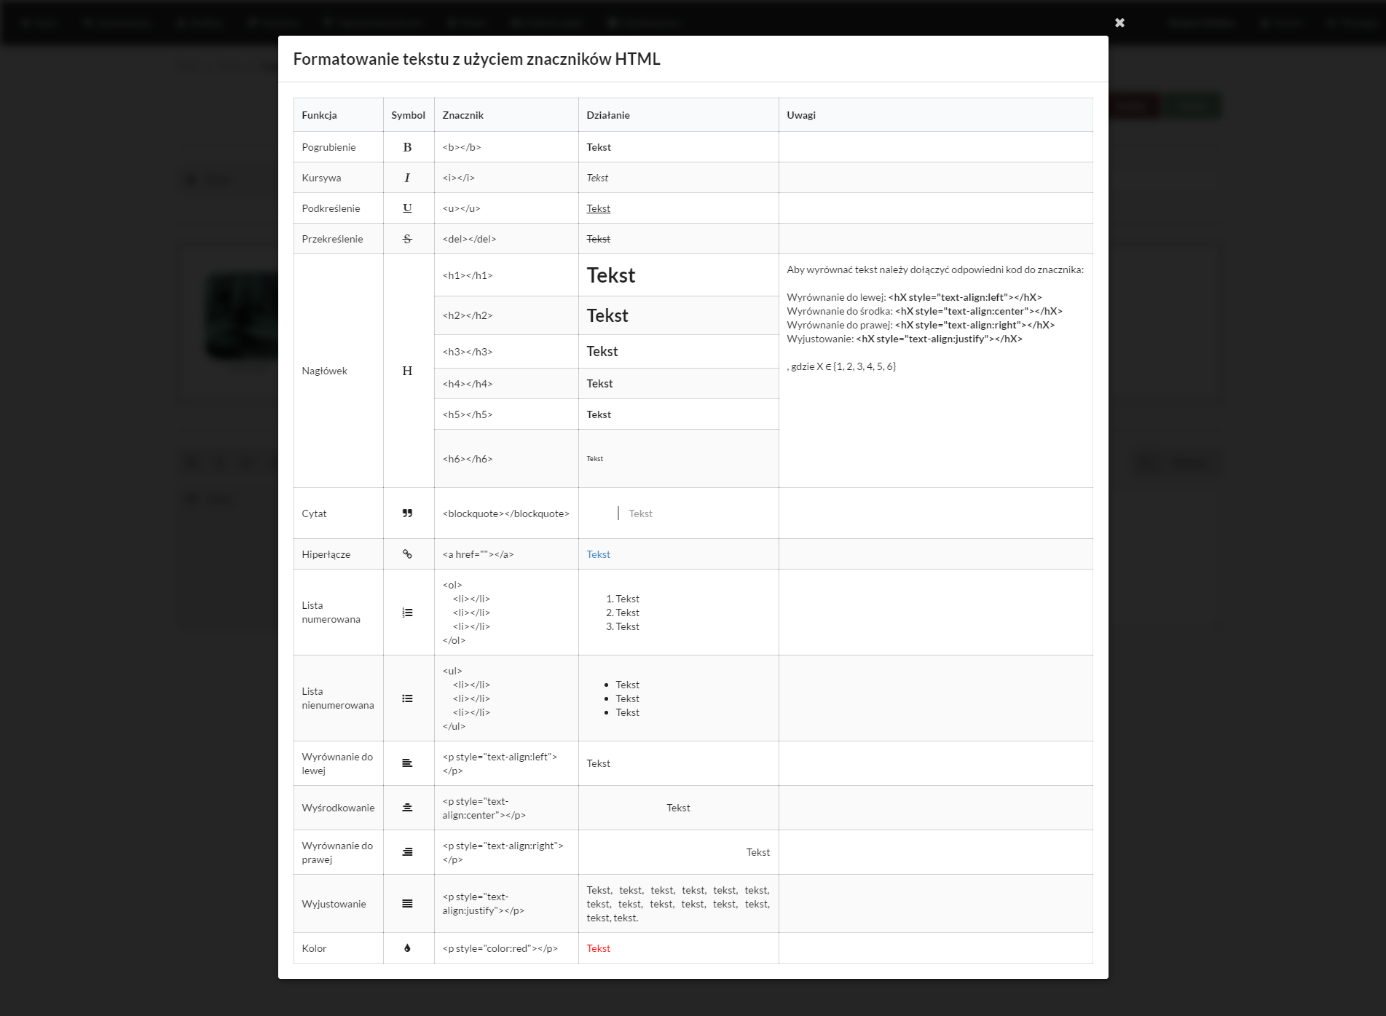 Formatowanie tekstu z użyciem znaczników HTML
Funkcja Symbol Znacznik Działanie Uwagi
Pogrubienie B <b></b> Tekst
Kursywa I <i></i> Tekst
Podkreślenie U <u></u> Tekst
Przekreślenie S <del></del> Tekst
Nagłówek H
<h1></h1> Tekst
<h2></h2> Tekst
<h3></h3> Tekst
<h4></h4> Tekst
<h5></h5> Tekst
<h6></h6> Tekst
Aby wyrównać tekst należy dołączyć odpowiedni kod do znacznika:
Wyrównanie do lewej: <hX style="text-align:left"></hX>
Wyrównanie do środka: <hX style="text-align:center"></hX>
Wyrównanie do prawej: <hX style="text-align:right"></hX>
Wyjustowanie: <hX style="text-align:justify"></hX>
, gdzie X ∈ {1, 2, 3, 4, 5, 6}
Cytat <blockquote></blockquote> Tekst
Hiperłącze <a href=""></a> Tekst
Lista
numerowana
<ol>
<li></li>
<li></li>
<li></li>
</ol>
1. Tekst
2. Tekst
3. Tekst
Lista
nienumerowana
<ul>
<li></li>
<li></li>
<li></li>
</ul>
• Tekst
• Tekst
• Tekst
Wyrównanie do
lewej
<p style="text-align:left">
</p>
Tekst
Wyśrodkowanie
<p style="text-
align:center"></p>
Tekst
Wyrównanie do
prawej
<p style="text-align:right">
</p>
Tekst
Wyjustowanie
<p style="text-
align:justify"></p>
Tekst, tekst, tekst, tekst, tekst, tekst,
tekst, tekst, tekst, tekst, tekst, tekst,
tekst, tekst.
Kolor <p style="color:red"></p> Tekst